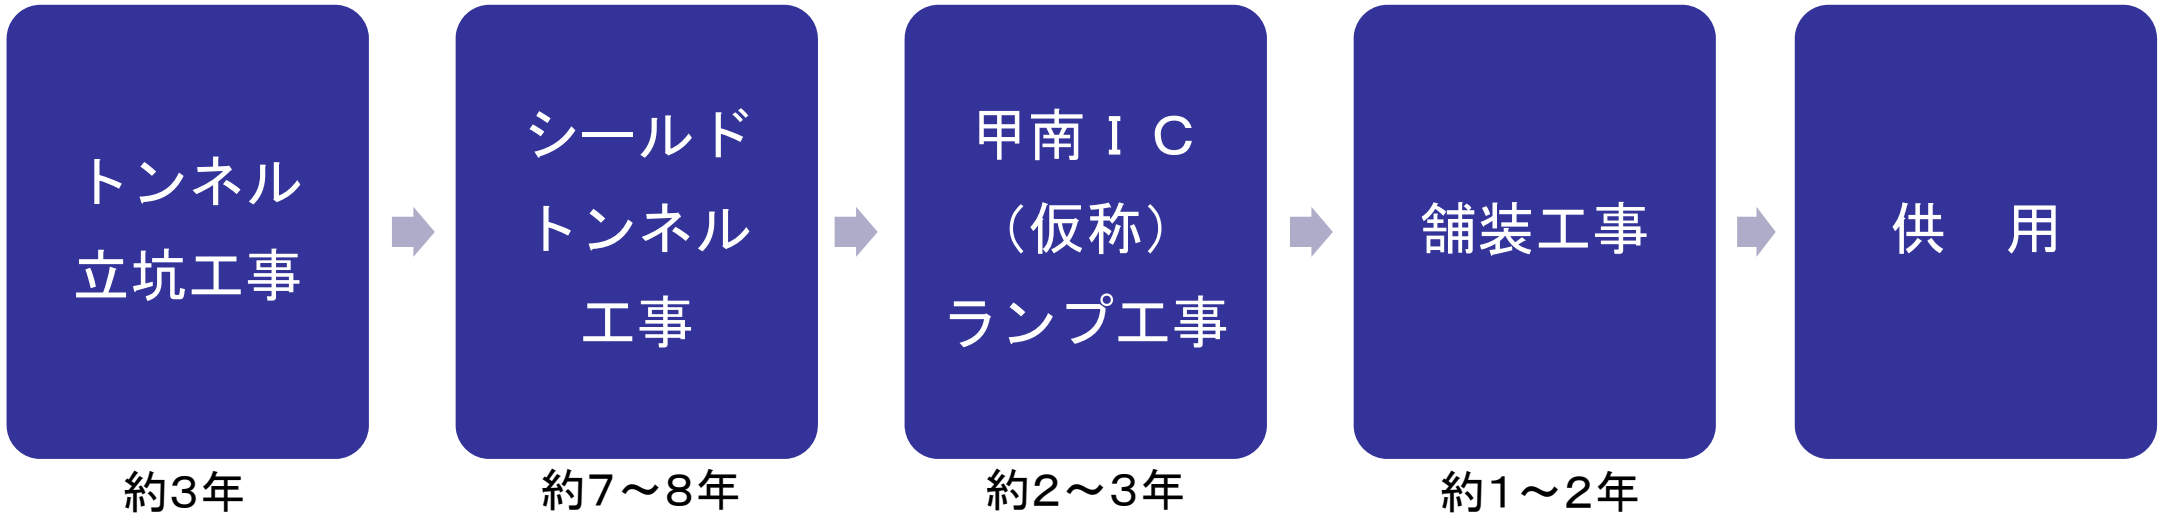 トンネル
立坑工事
約3年
シールド
トンネル
工事
約7～8年
甲南ＩＣ
（仮称）
ランプ工事
約2～3年
舗装工事
約1～2年
供　用